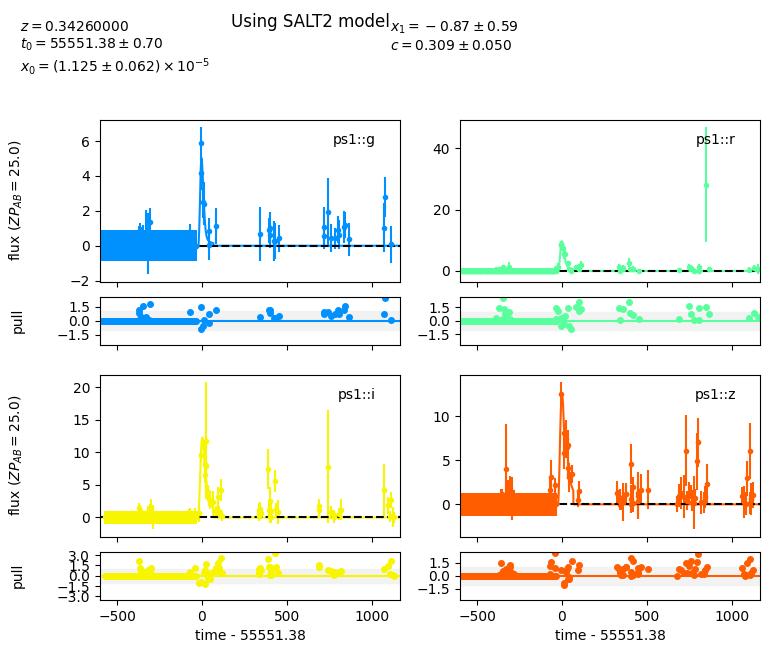 Using SALT2 model
z = 0.34260000
t₀ = 55551.38 ± 0.70
x₀ = (1.125 ± 0.062) × 10⁻⁵
x₁ = −0.87 ± 0.59
c = 0.309 ± 0.050
flux (ZP_AB = 25.0)
ps1::g
6
4
2
0
−2
ps1::r
40
20
0
pull
1.5
0.0
−1.5
1.5
0.0
−1.5
flux (ZP_AB = 25.0)
ps1::i
20
15
10
5
0
ps1::z
10
5
0
pull
3.0
1.5
0.0
−1.5
−3.0
1.5
0.0
−1.5
−500 0 500 1000
−500 0 500 1000
time - 55551.38
time - 55551.38